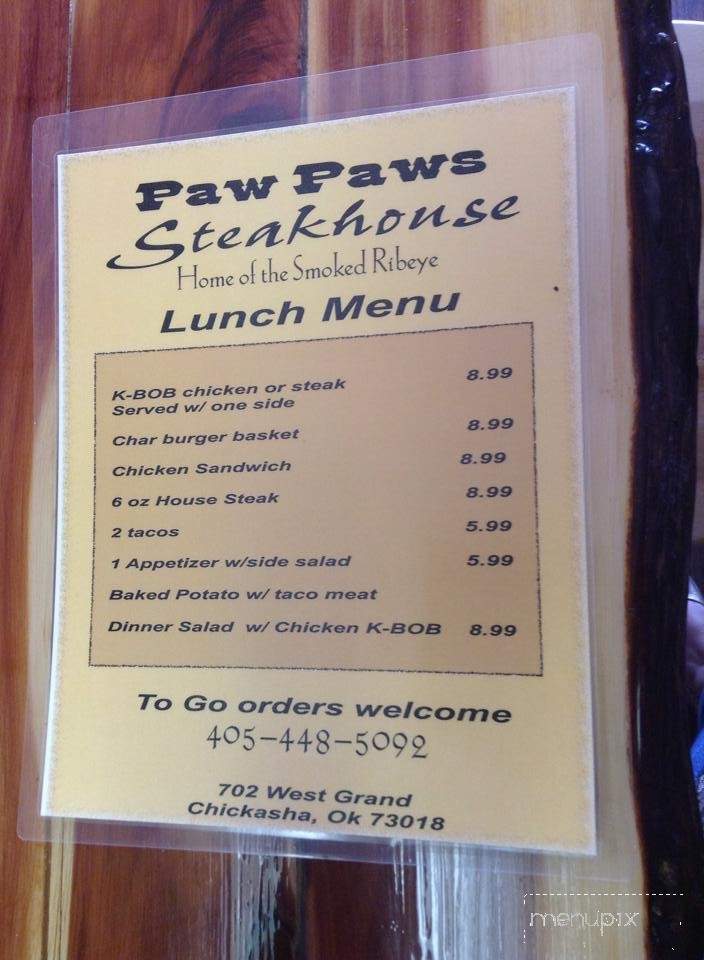 Paw Paws
Steakhouse
Home of the Smoked Ribeye
Lunch Menu
K-BOB chicken or steak 8.99
Served w/ one side
Char burger basket 8.99
Chicken Sandwich 8.99
6 oz House Steak 8.99
2 tacos 5.99
1 Appetizer w/side salad 5.99
Baked Potato w/ taco meat
Dinner Salad w/ Chicken K-BOB 8.99
To Go orders welcome
405-448-5092
702 West Grand
Chickasha, Ok 73018
menupix